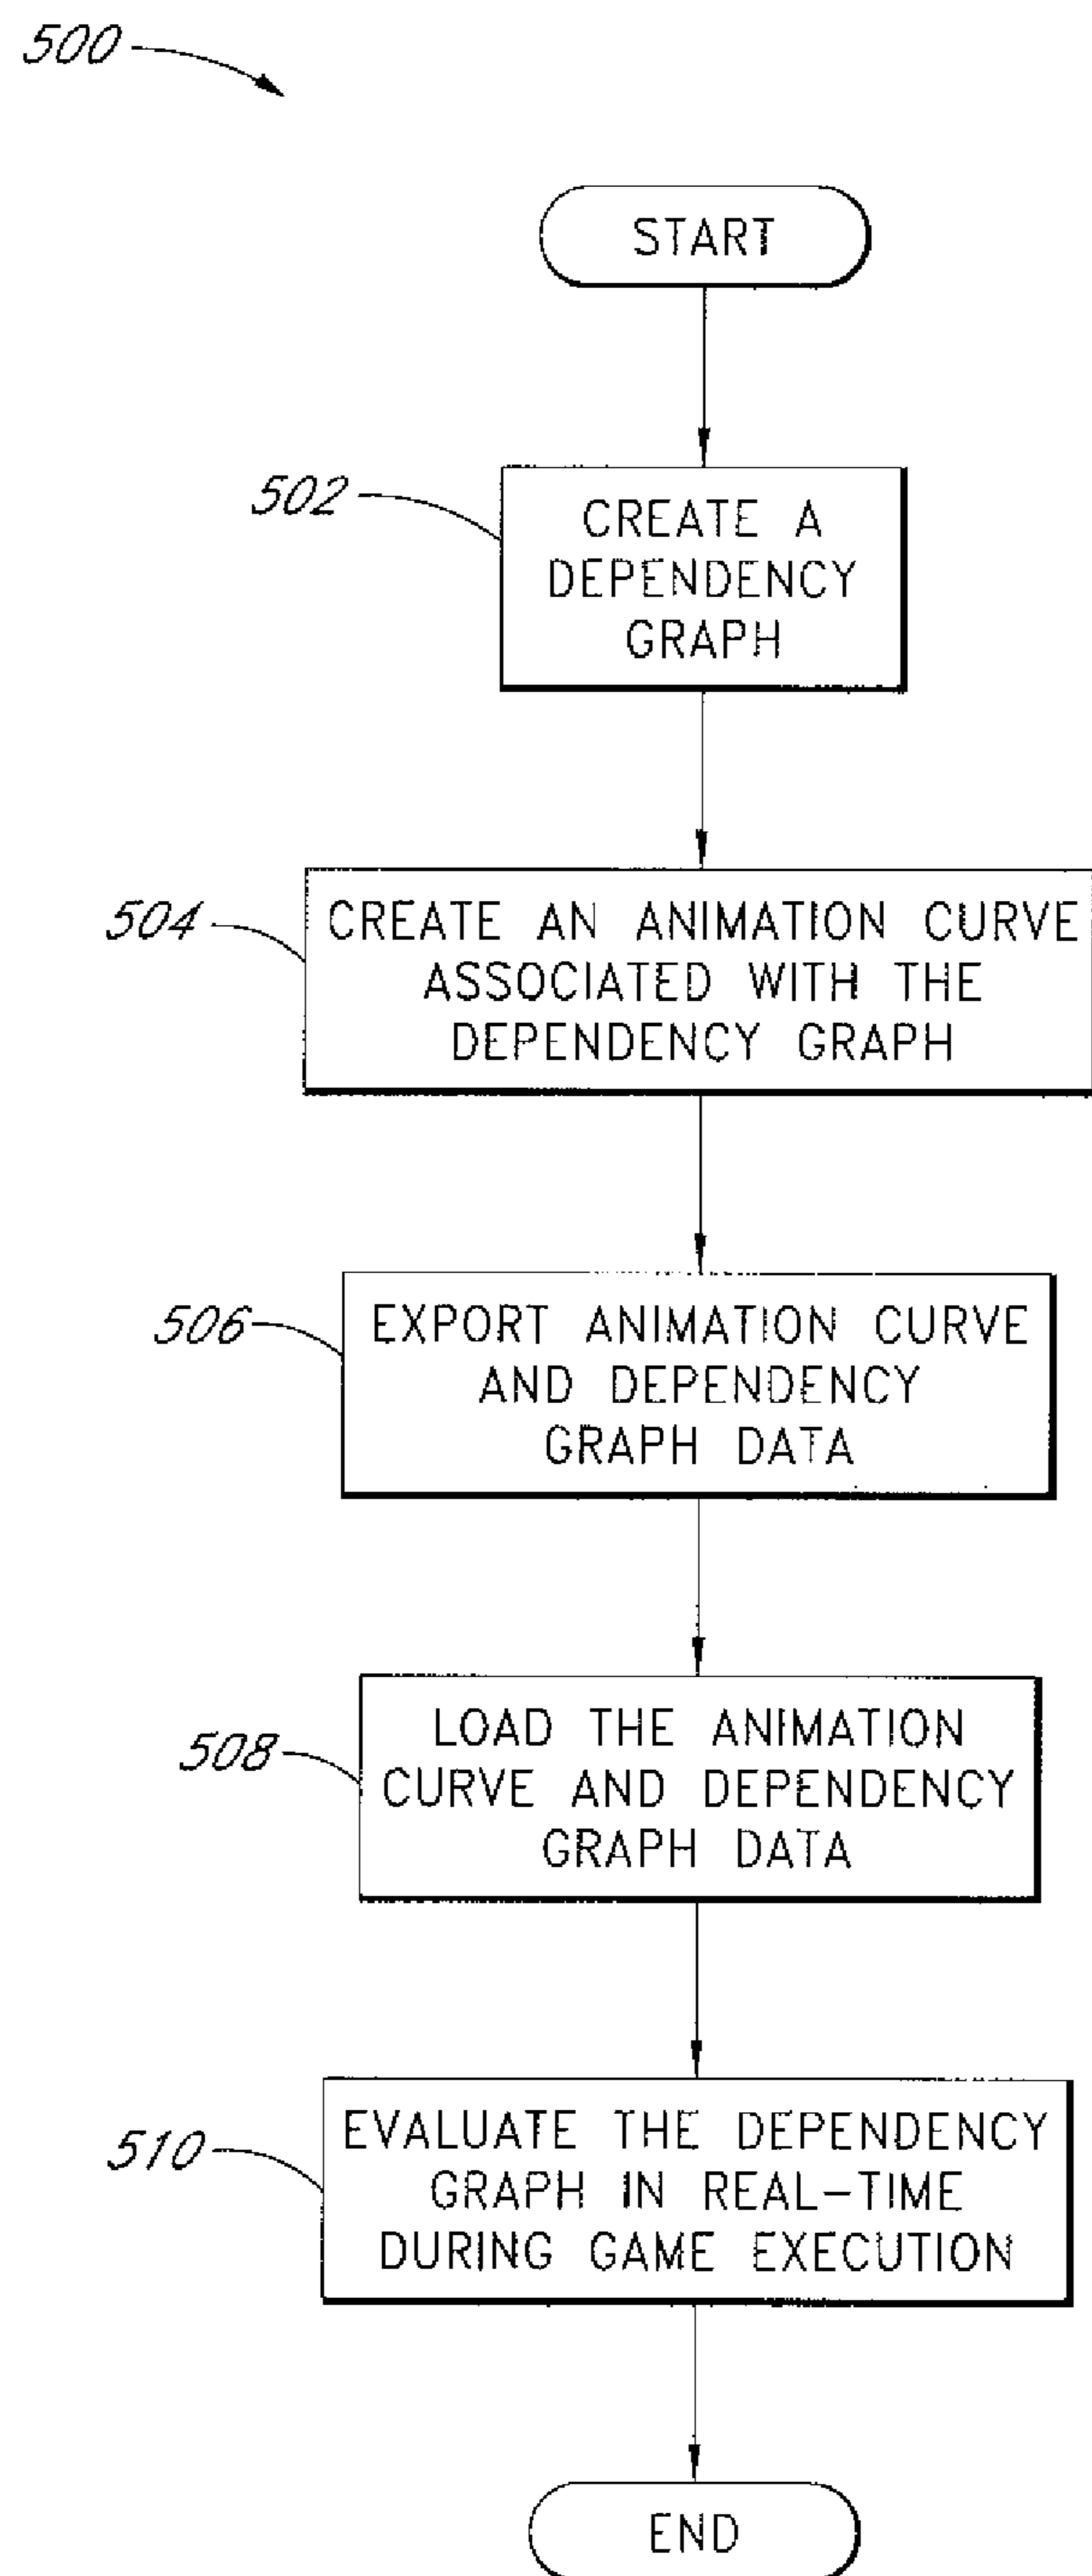 500
START
502
CREATE A
DEPENDENCY
GRAPH
504
CREATE AN ANIMATION CURVE
ASSOCIATED WITH THE
DEPENDENCY GRAPH
506
EXPORT ANIMATION CURVE
AND DEPENDENCY
GRAPH DATA
508
LOAD THE ANIMATION
CURVE AND DEPENDENCY
GRAPH DATA
510
EVALUATE THE DEPENDENCY
GRAPH IN REAL-TIME
DURING GAME EXECUTION
END